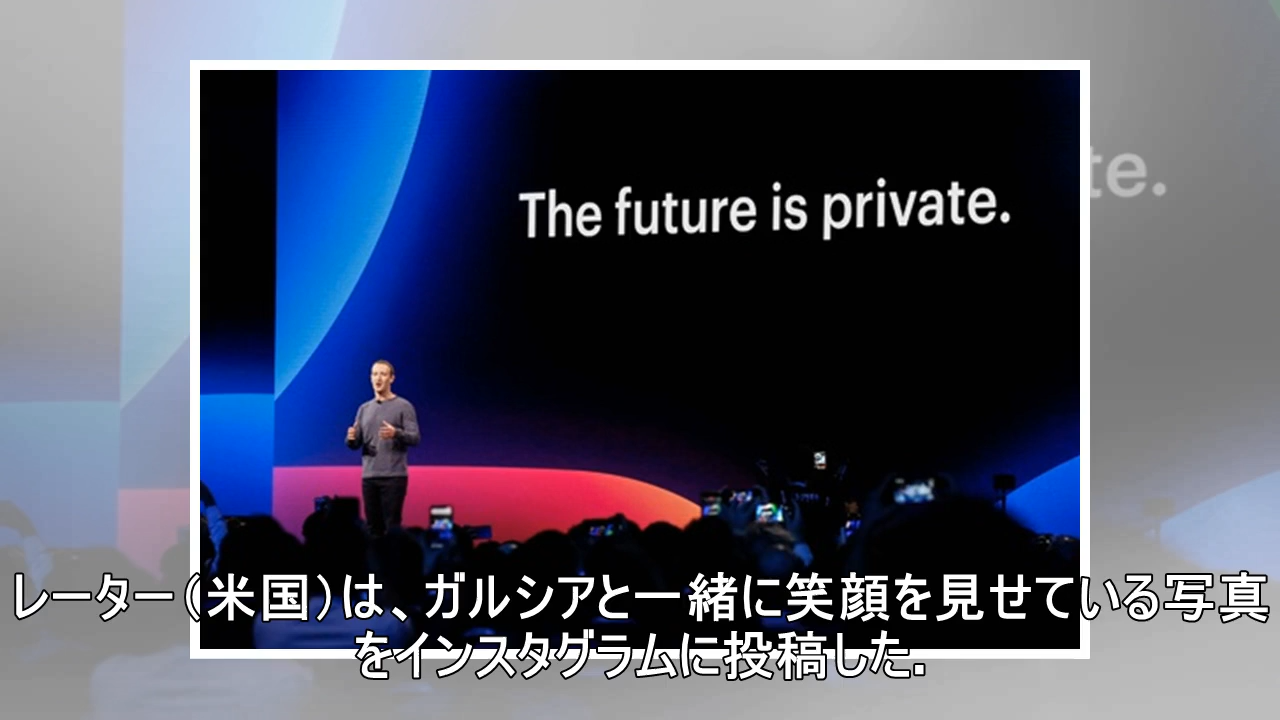 The future is private.
te.
レーター（米国）は、ガルシアと一緒に笑顔を見せている写真
をインスタグラムに投稿した.